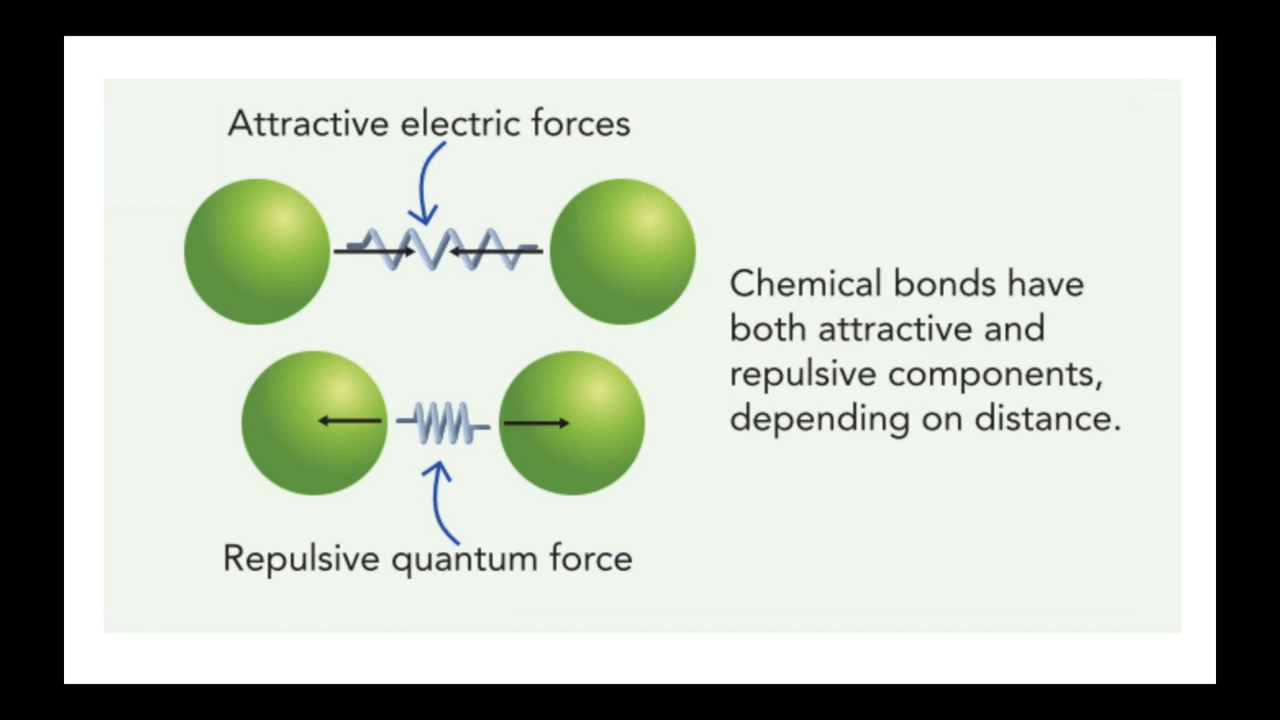 Attractive electric forces
Chemical bonds have
both attractive and
repulsive components,
depending on distance.
Repulsive quantum force